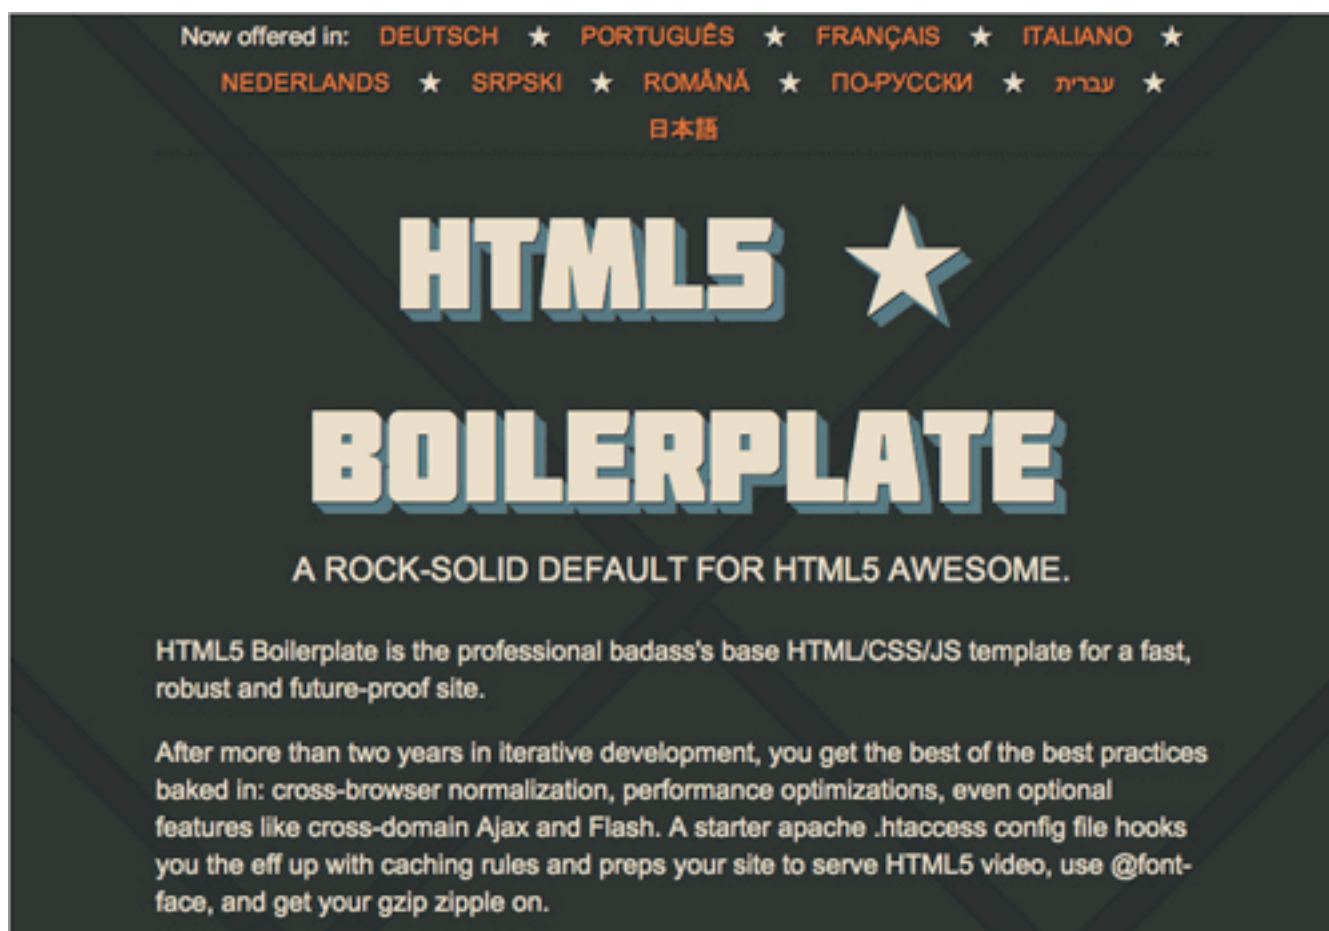 Now offered in: DEUTSCH ★ PORTUGUÊS ★ FRANÇAIS ★ ITALIANO ★
NEDERLANDS ★ SRPSKI ★ ROMÂNĂ ★ ПО-РУССКИ ★ עברית ★
日本語
HTML5 ★
BOILERPLATE
A ROCK-SOLID DEFAULT FOR HTML5 AWESOME.
HTML5 Boilerplate is the professional badass's base HTML/CSS/JS template for a fast,
robust and future-proof site.
After more than two years in iterative development, you get the best of the best practices
baked in: cross-browser normalization, performance optimizations, even optional
features like cross-domain Ajax and Flash. A starter apache .htaccess config file hooks
you the eff up with caching rules and preps your site to serve HTML5 video, use @font-
face, and get your gzip zipple on.